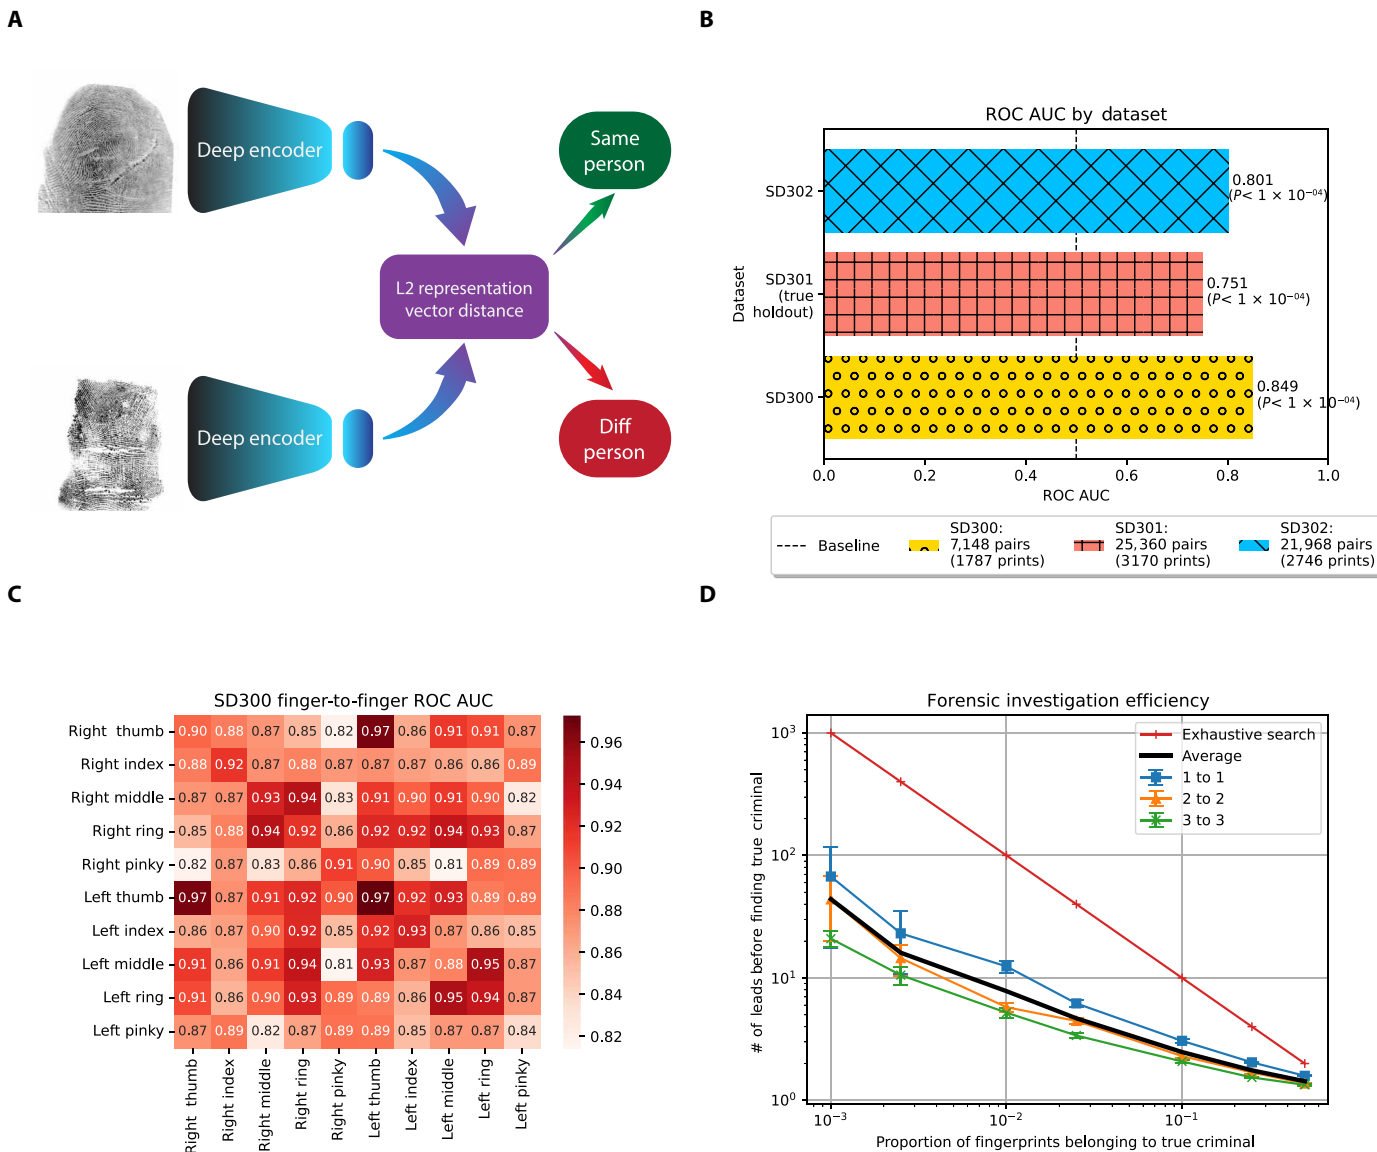 A
Deep encoder
Deep encoder
L2 representation
vector distance
Same
person
Diff
person
B
ROC AUC by dataset
Dataset
SD302
SD301
(true
holdout)
SD300
0.801
(P< 1 × 10⁻⁰⁴)
0.751
(P< 1 × 10⁻⁰⁴)
0.849
(P< 1 × 10⁻⁰⁴)
0.0 0.2 0.4 0.6 0.8 1.0
ROC AUC
Baseline
SD300:
7,148 pairs
(1787 prints)
SD301:
25,360 pairs
(3170 prints)
SD302:
21,968 pairs
(2746 prints)
C
SD300 finger-to-finger ROC AUC
Right thumb 0.90 0.88 0.87 0.85 0.82 0.97 0.86 0.91 0.91 0.87
Right index 0.88 0.92 0.87 0.88 0.87 0.87 0.87 0.86 0.86 0.89
Right middle 0.87 0.87 0.93 0.94 0.83 0.91 0.90 0.91 0.90 0.82
Right ring 0.85 0.88 0.94 0.92 0.86 0.92 0.92 0.94 0.93 0.87
Right pinky 0.82 0.87 0.83 0.86 0.91 0.90 0.85 0.81 0.89 0.89
Left thumb 0.97 0.87 0.91 0.92 0.90 0.97 0.92 0.93 0.89 0.89
Left index 0.86 0.87 0.90 0.92 0.85 0.92 0.93 0.87 0.86 0.85
Left middle 0.91 0.86 0.91 0.94 0.81 0.93 0.87 0.88 0.95 0.87
Left ring 0.91 0.86 0.90 0.93 0.89 0.89 0.86 0.95 0.94 0.87
Left pinky 0.87 0.89 0.82 0.87 0.89 0.89 0.85 0.87 0.87 0.84
Right thumb
Right index
Right middle
Right ring
Right pinky
Left thumb
Left index
Left middle
Left ring
Left pinky
0.96
0.94
0.92
0.90
0.88
0.86
0.84
0.82
D
Forensic investigation efficiency
# of leads before finding true criminal
10³
10²
10¹
10⁰
Exhaustive search
Average
1 to 1
2 to 2
3 to 3
10⁻³ 10⁻² 10⁻¹
Proportion of fingerprints belonging to true criminal